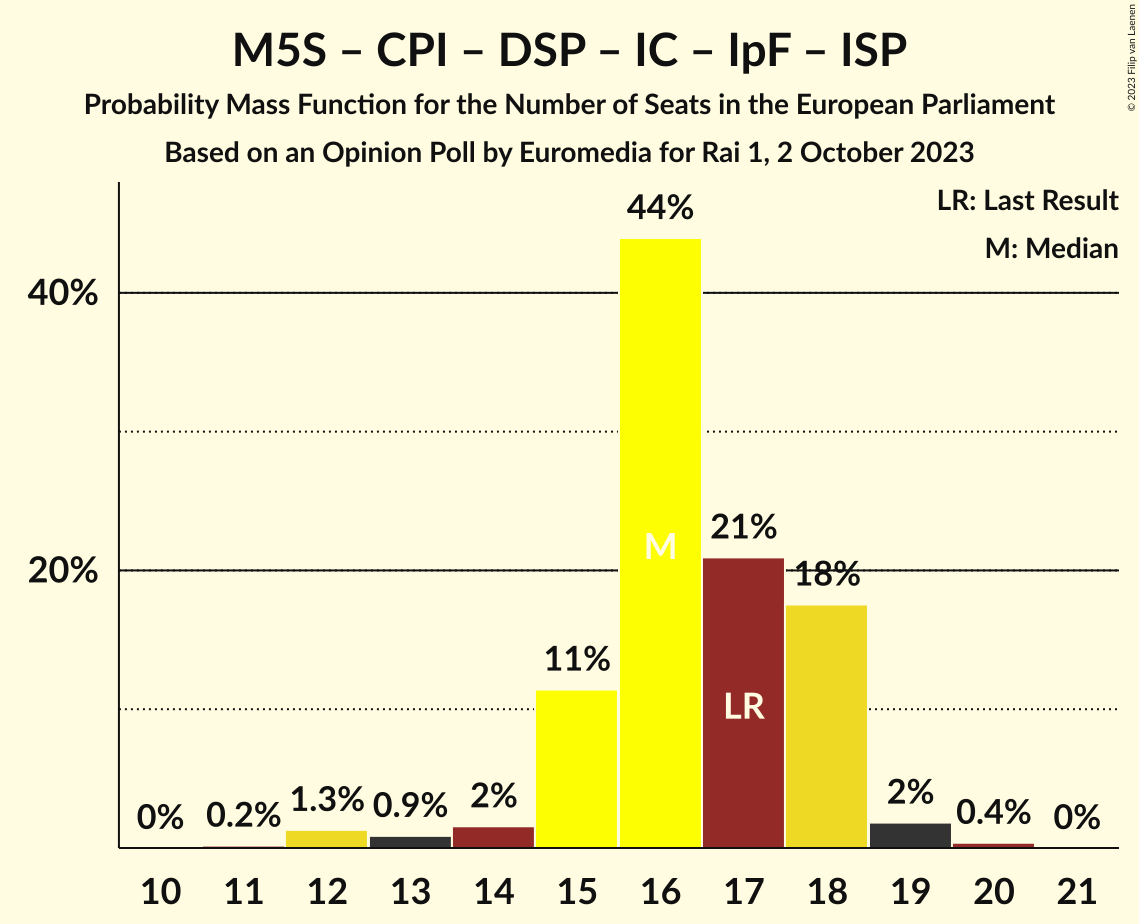 M5S – CPI – DSP – IC – IpF – ISP
Probability Mass Function for the Number of Seats in the European Parliament
Based on an Opinion Poll by Euromedia for Rai 1, 2 October 2023
© 2023 Filip van Laenen
LR: Last Result
M: Median
40%
20%
0%
0.2%
1.3%
0.9%
2%
11%
44%
M
21%
LR
18%
2%
0.4%
0%
10 11 12 13 14 15 16 17 18 19 20 21